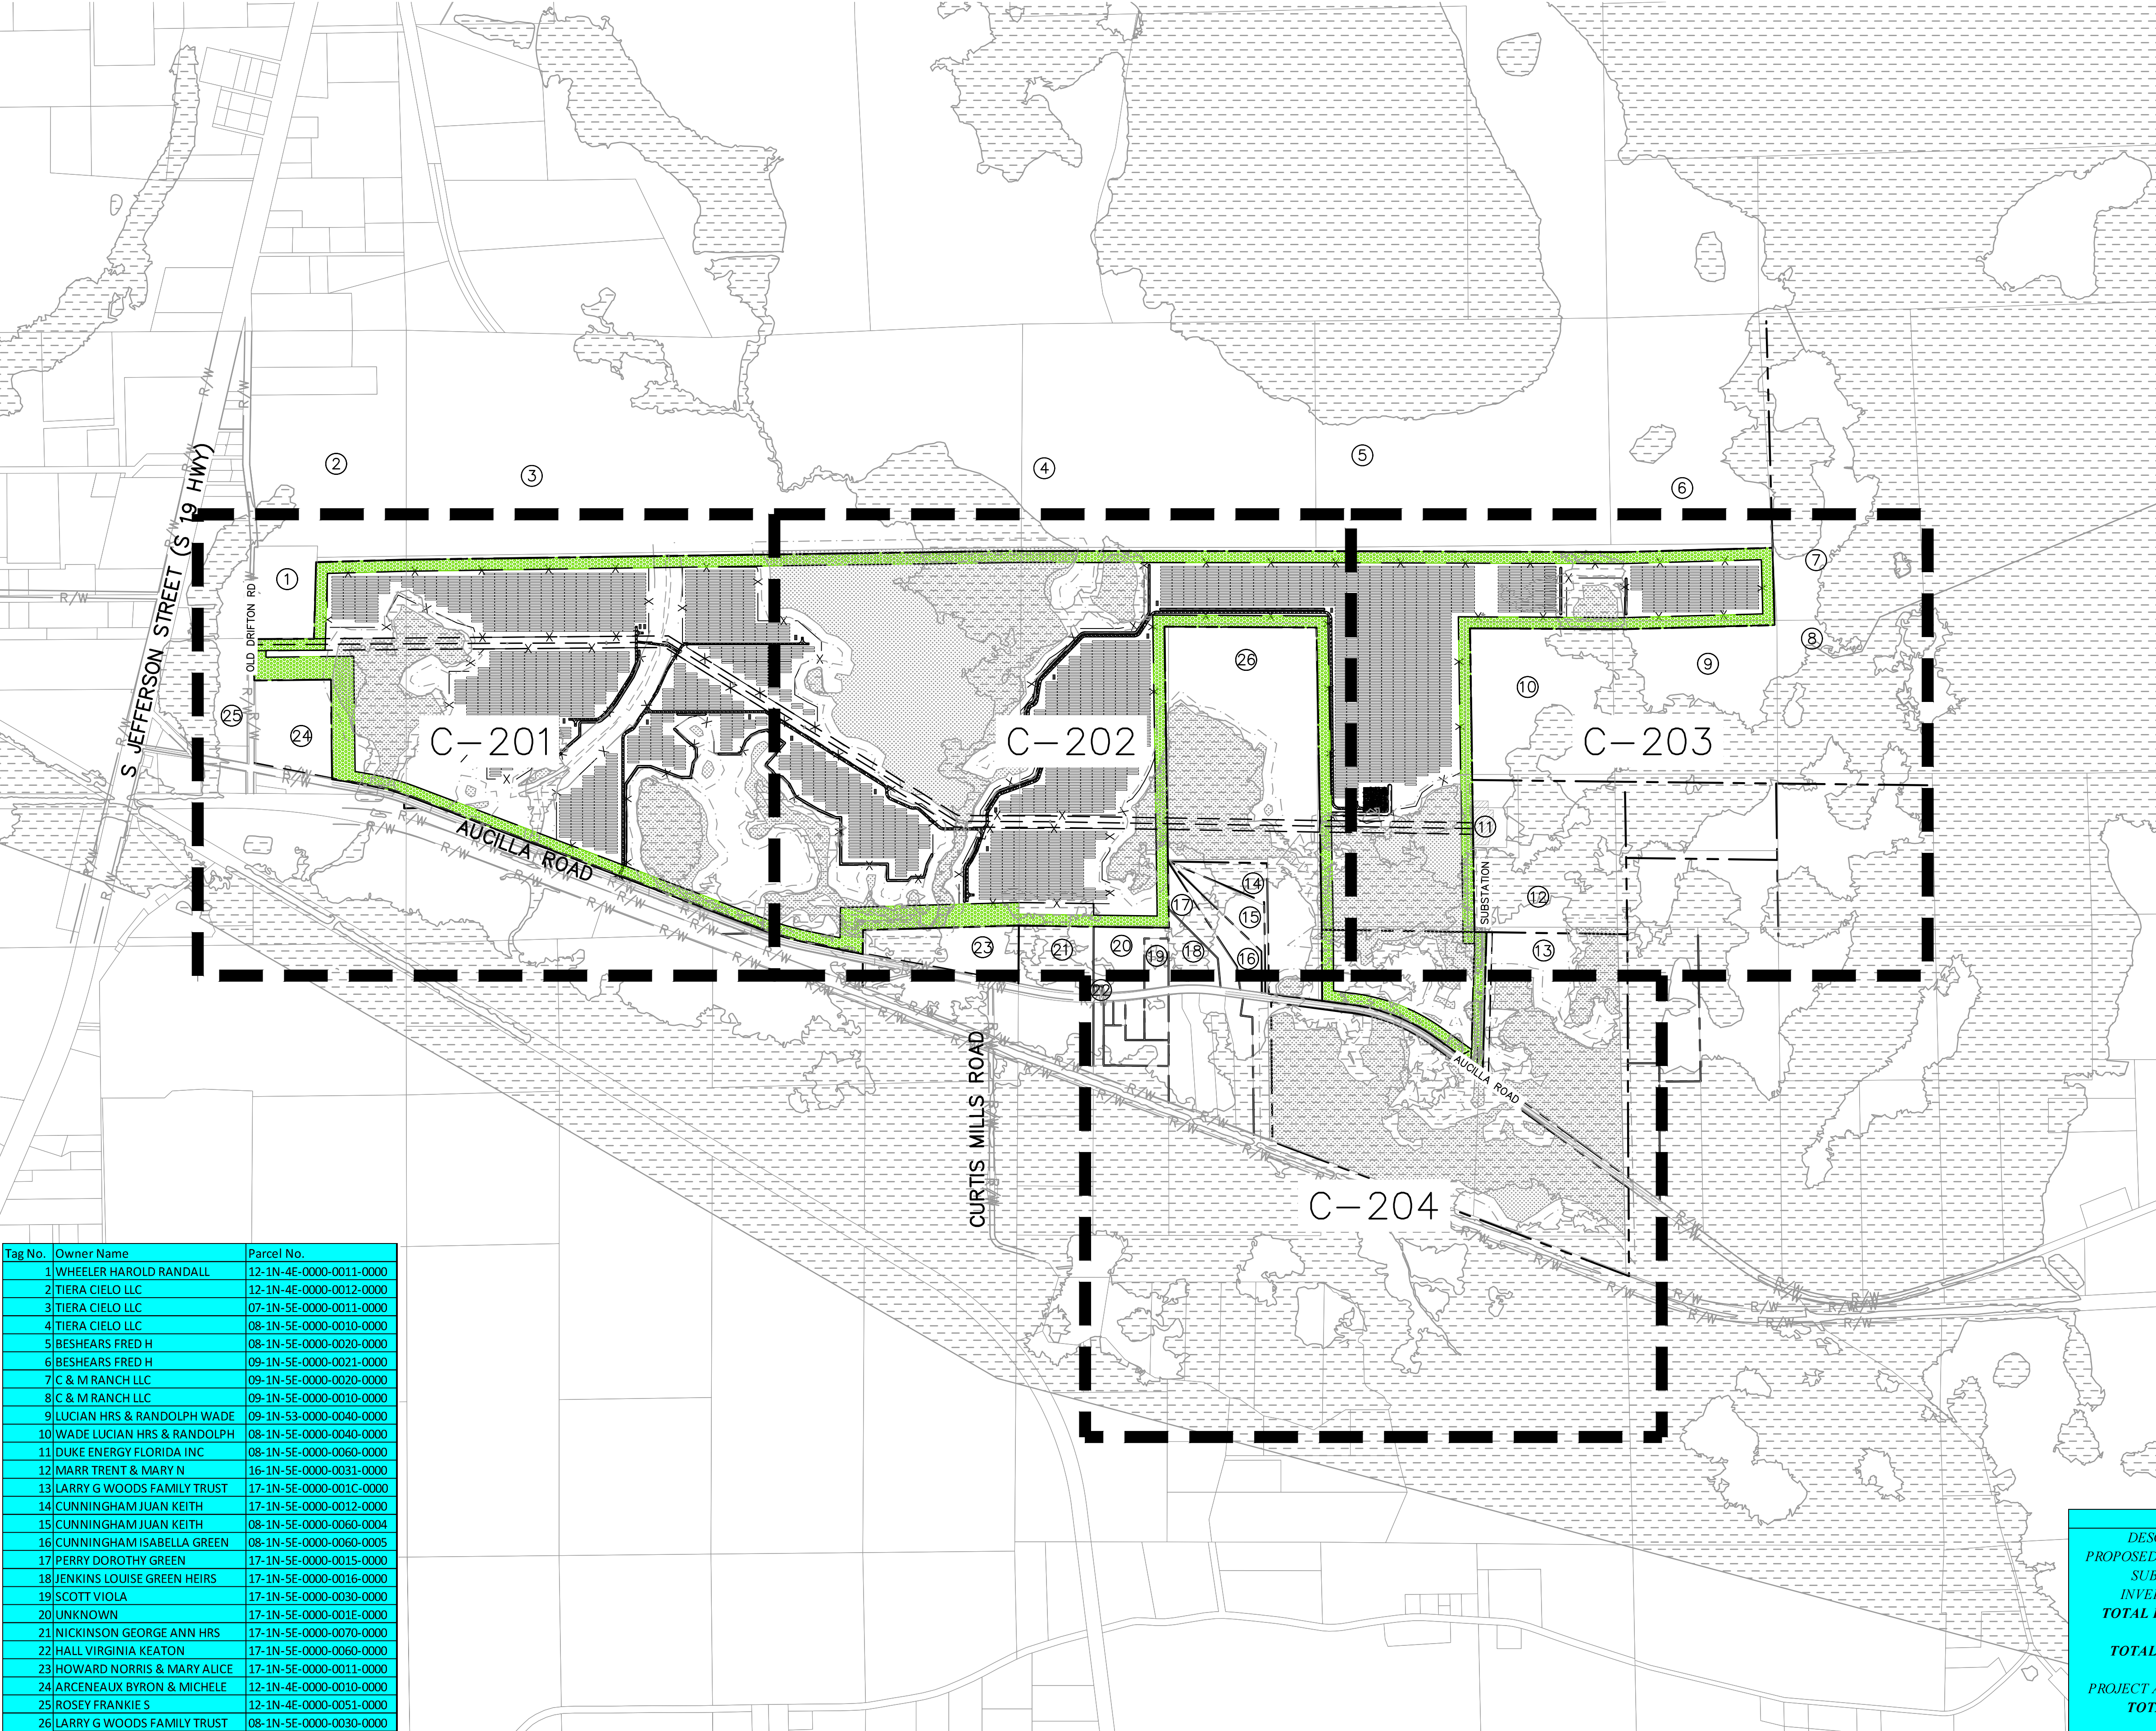 2
3
4
5
6
S JEFFERSON STREET (S 19 HWY)
OLD DRIFTON RD
R/W
1
7
8
9
10
26
25
24
C-201
C-202
C-203
11
SUBSTATION
AUCILLA ROAD
12
13
14
15
16
17
18
19
20
21
22
23
CURTIS MILLS ROAD
AUCILLA ROAD
C-204
Tag No. Owner Name Parcel No.
1 WHEELER HAROLD RANDALL 12-1N-4E-0000-0011-0000
2 TIERA CIELO LLC 12-1N-4E-0000-0012-0000
3 TIERA CIELO LLC 07-1N-5E-0000-0011-0000
4 TIERA CIELO LLC 08-1N-5E-0000-0010-0000
5 BESHEARS FRED H 08-1N-5E-0000-0020-0000
6 BESHEARS FRED H 09-1N-5E-0000-0021-0000
7 C & M RANCH LLC 09-1N-5E-0000-0020-0000
8 C & M RANCH LLC 09-1N-5E-0000-0010-0000
9 LUCIAN HRS & RANDOLPH WADE 09-1N-53-0000-0040-0000
10 WADE LUCIAN HRS & RANDOLPH 08-1N-5E-0000-0040-0000
11 DUKE ENERGY FLORIDA INC 08-1N-5E-0000-0060-0000
12 MARR TRENT & MARY N 16-1N-5E-0000-0031-0000
13 LARRY G WOODS FAMILY TRUST 17-1N-5E-0000-001C-0000
14 CUNNINGHAM JUAN KEITH 17-1N-5E-0000-0012-0000
15 CUNNINGHAM JUAN KEITH 08-1N-5E-0000-0060-0004
16 CUNNINGHAM ISABELLA GREEN 08-1N-5E-0000-0060-0005
17 PERRY DOROTHY GREEN 17-1N-5E-0000-0015-0000
18 JENKINS LOUISE GREEN HEIRS 17-1N-5E-0000-0016-0000
19 SCOTT VIOLA 17-1N-5E-0000-0030-0000
20 UNKNOWN 17-1N-5E-0000-001E-0000
21 NICKINSON GEORGE ANN HRS 17-1N-5E-0000-0070-0000
22 HALL VIRGINIA KEATON 17-1N-5E-0000-0060-0000
23 HOWARD NORRIS & MARY ALICE 17-1N-5E-0000-0011-0000
24 ARCENEAUX BYRON & MICHELE 12-1N-4E-0000-0010-0000
25 ROSEY FRANKIE S 12-1N-4E-0000-0051-0000
26 LARRY G WOODS FAMILY TRUST 08-1N-5E-0000-0030-0000
DESC
PROPOSED
SUB
INVE
TOTAL
TOTAL
PROJECT A
TOT